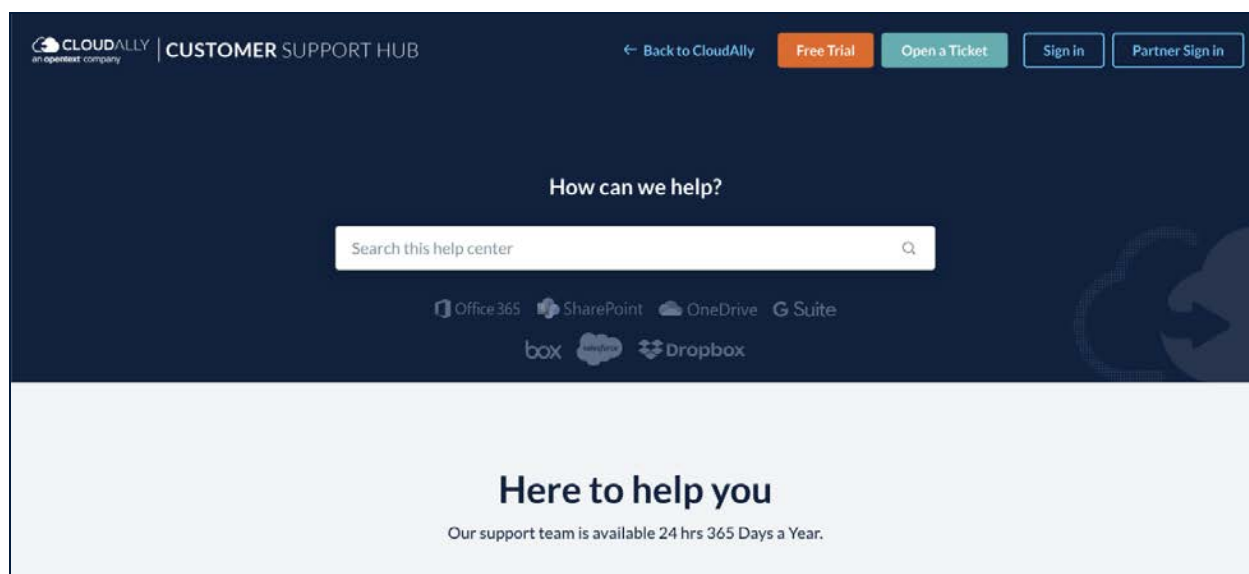 CLOUDALLY
an opentext company
CUSTOMER SUPPORT HUB
← Back to CloudAlly
Free Trial
Open a Ticket
Sign in
Partner Sign in
How can we help?
Search this help center
Office 365 SharePoint OneDrive G Suite
box salesforce Dropbox
Here to help you
Our support team is available 24 hrs 365 Days a Year.